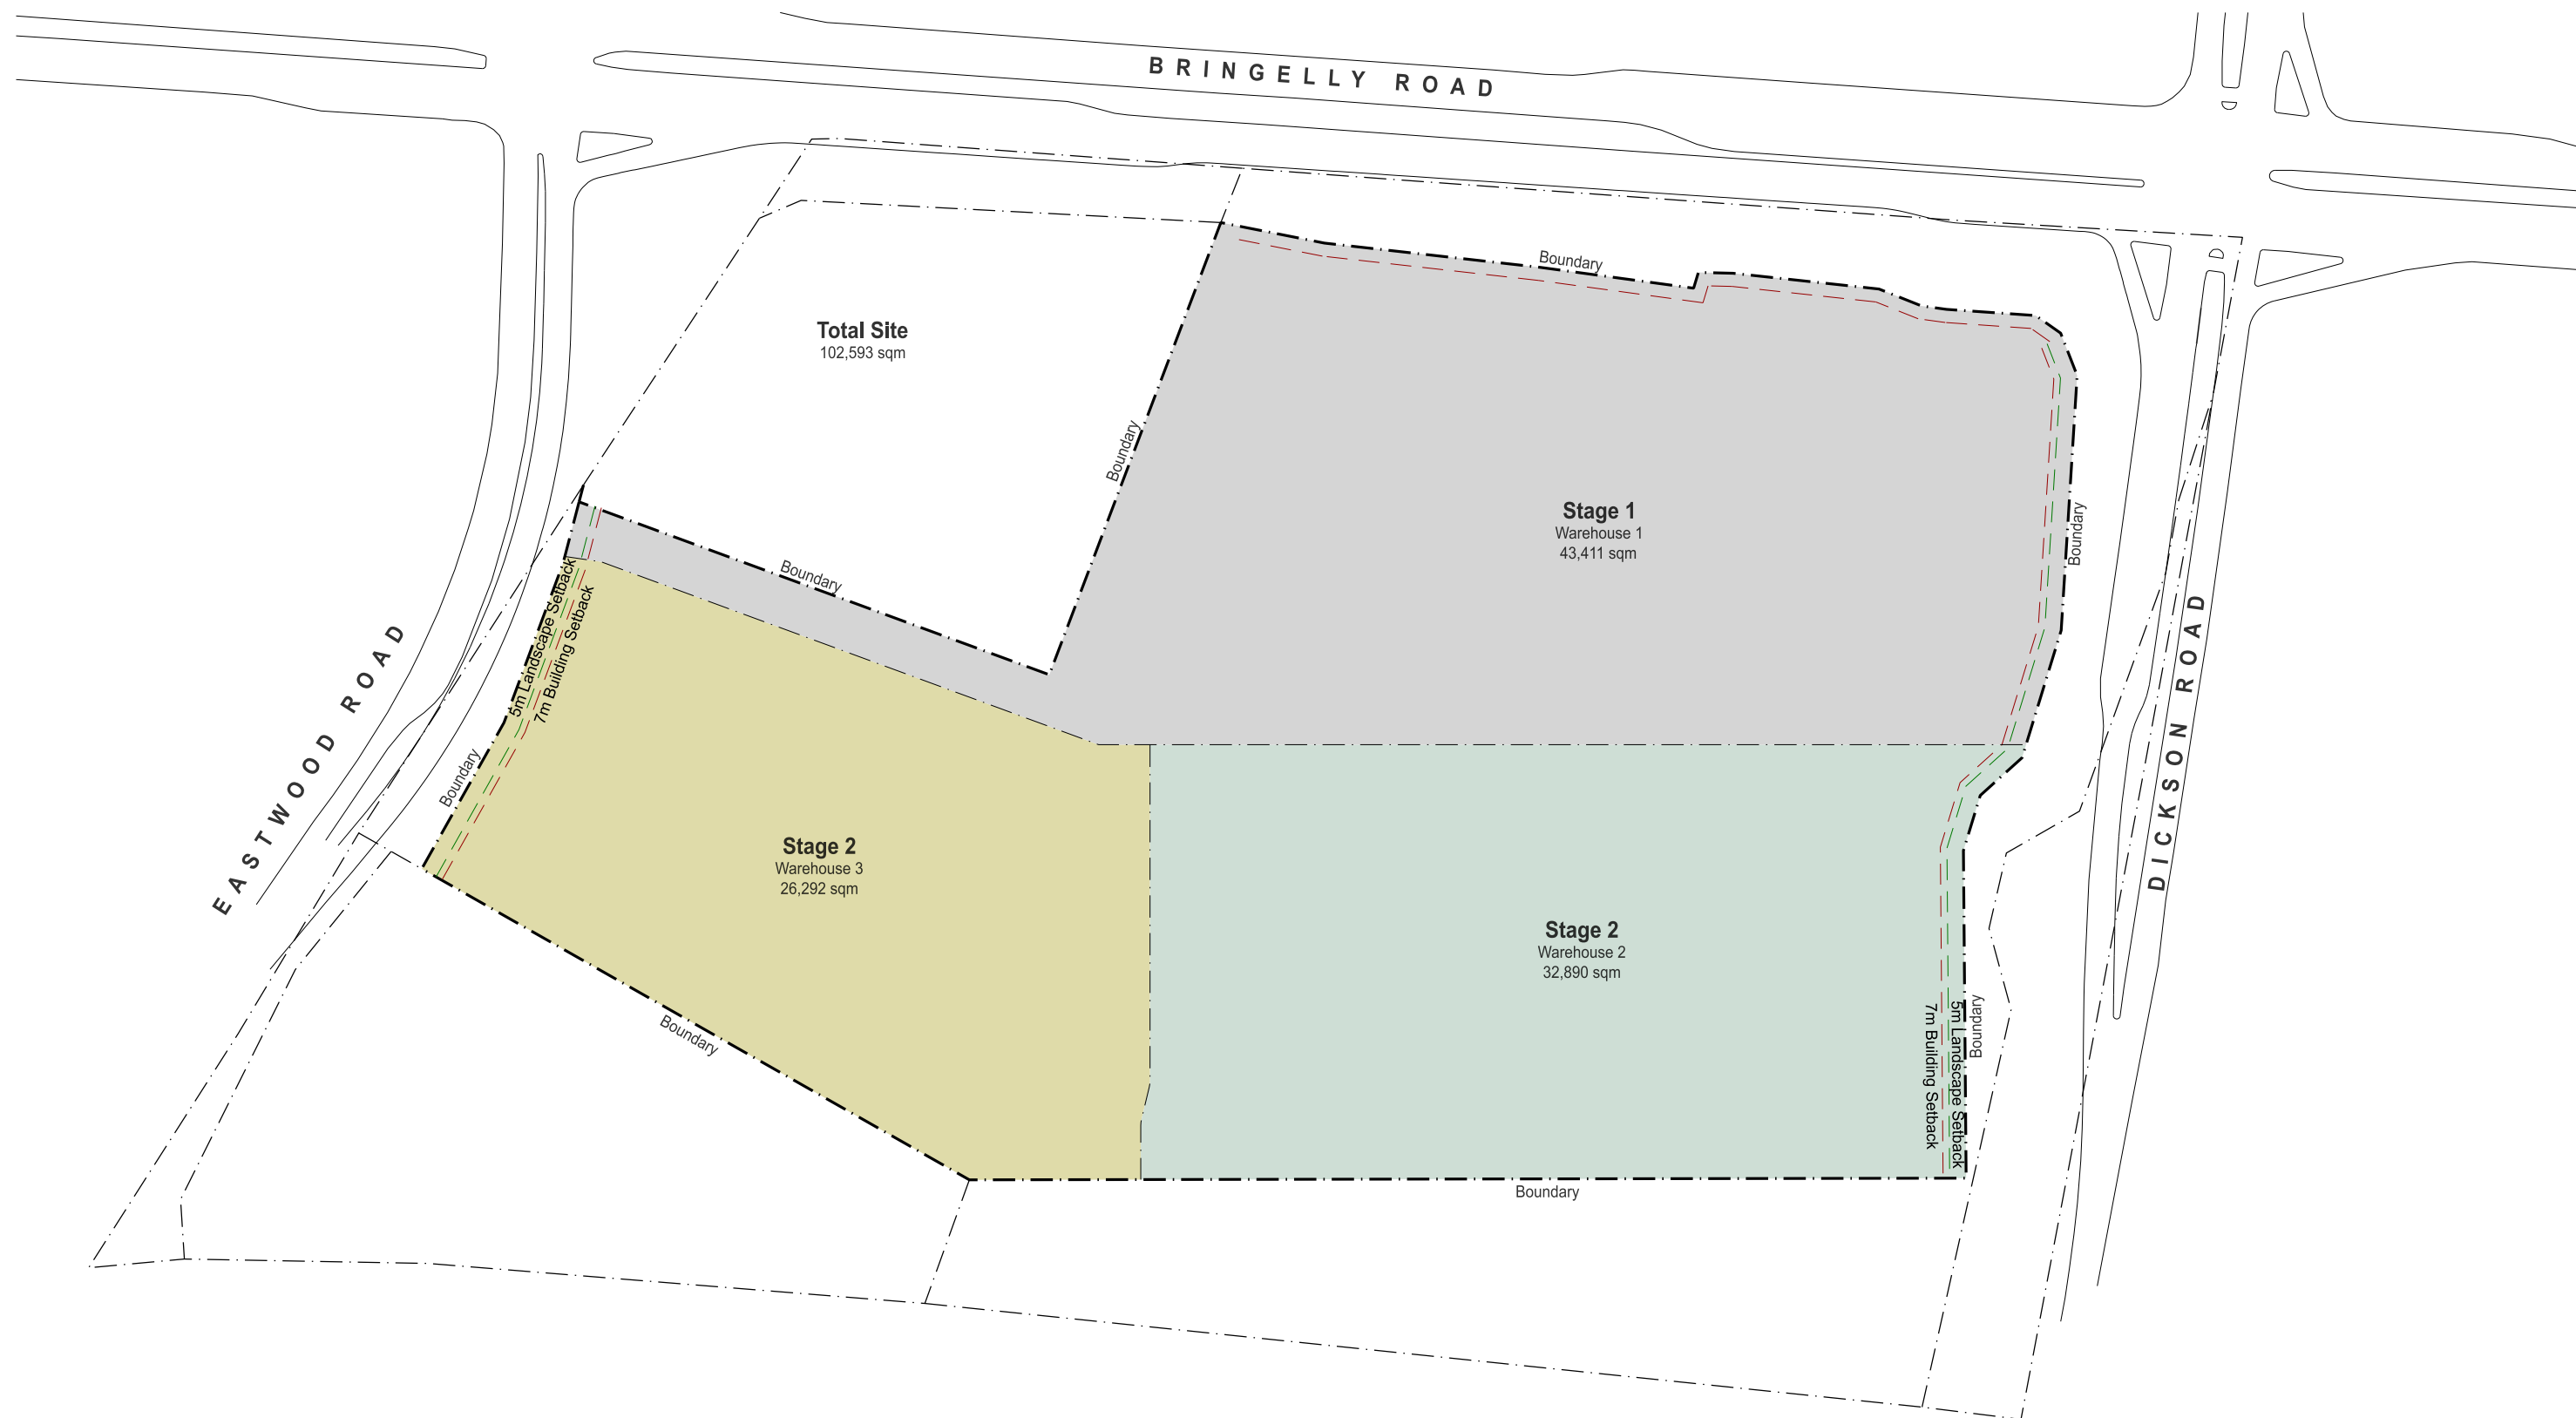 BRINGELLY ROAD
Boundary
Total Site
102,593 sqm
Boundary
Stage 1
Warehouse 1
43,411 sqm
Boundary
Boundary
5m Landscape Setback
7m Building Setback
EASTWOOD ROAD
DICKSON ROAD
Boundary
Stage 2
Warehouse 3
26,292 sqm
Stage 2
Warehouse 2
32,890 sqm
Boundary
7m Building Setback
5m Landscape Setback
Boundary
Boundary